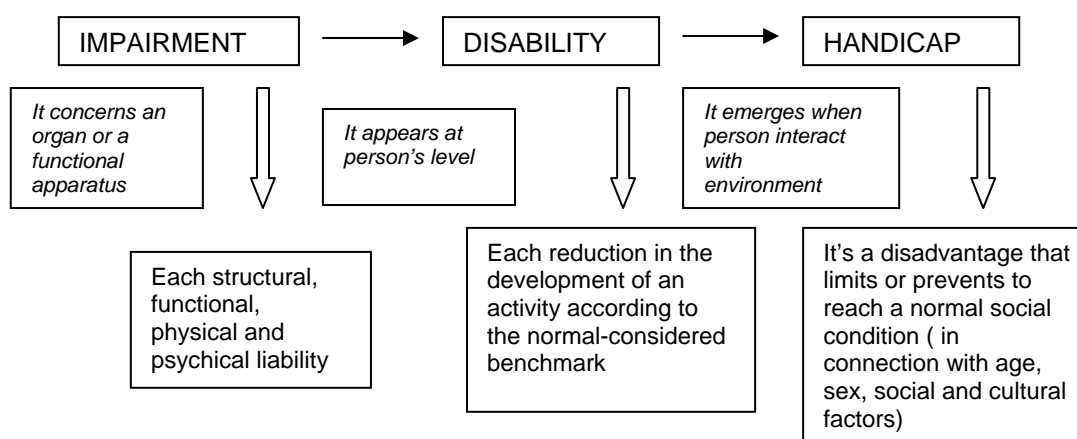 IMPAIRMENT
DISABILITY
HANDICAP
It concerns an
organ or a
functional
apparatus
It appears at
person's level
It emerges when
person interact
with
environment
Each structural,
functional,
physical and
psychical liability
Each reduction in the
development of an
activity according to
the normal-considered
benchmark
It's a disadvantage that
limits or prevents to
reach a normal social
condition ( in
connection with age,
sex, social and cultural
factors)